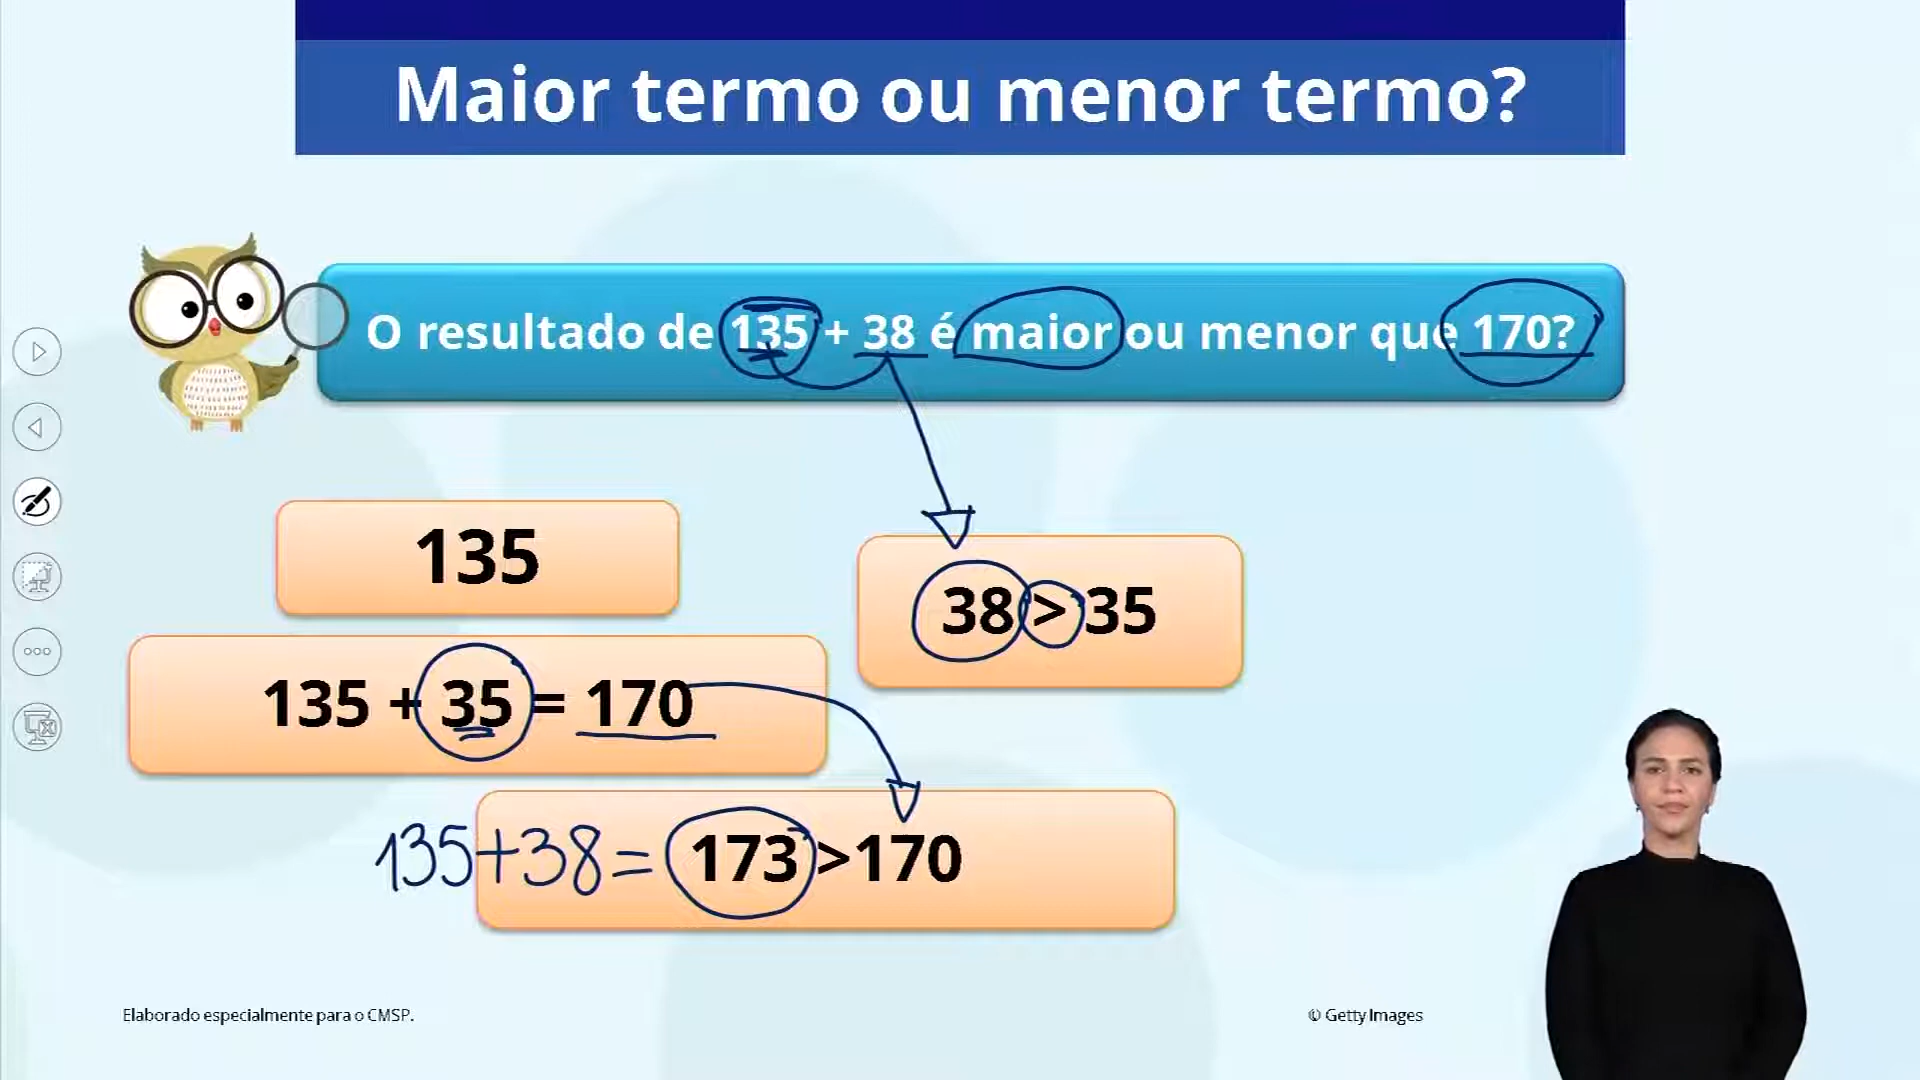 Maior termo ou menor termo?
O resultado de 135 + 38 é maior ou menor que 170?
135
38 > 35
135 + 35 = 170
135+38= 173>170
Elaborado especialmente para o CMSP.
© Getty Images